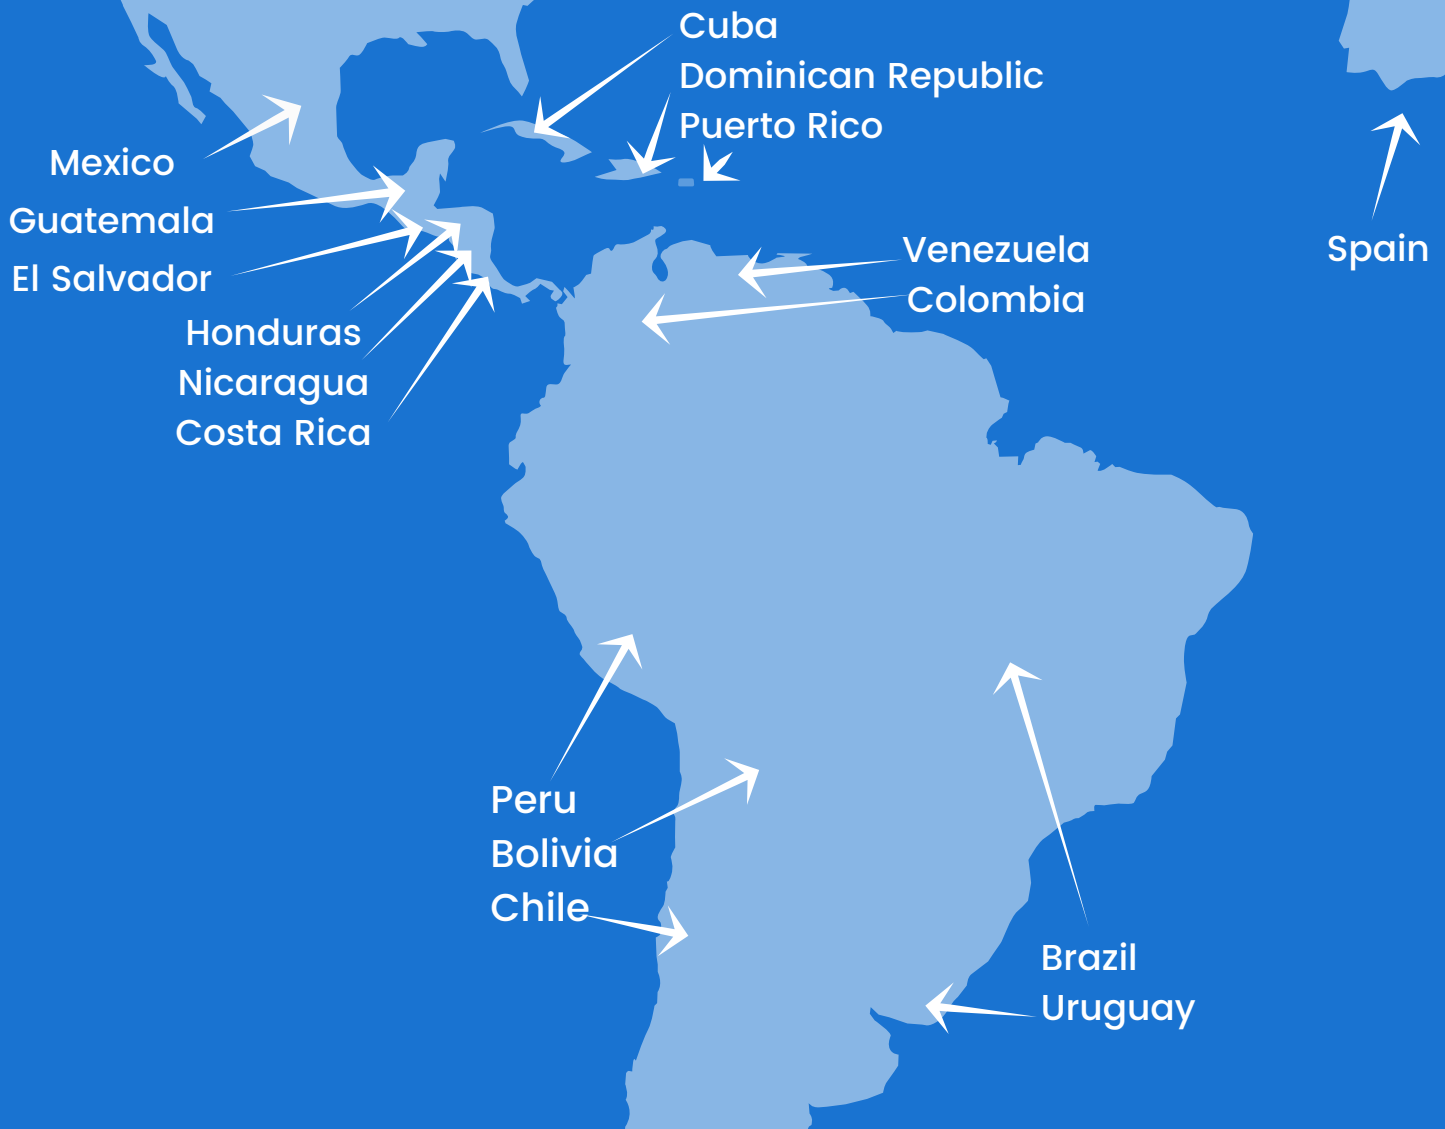 Cuba
Dominican Republic
Puerto Rico
Mexico
Guatemala
El Salvador
Honduras
Nicaragua
Costa Rica
Venezuela
Colombia
Spain
Peru
Bolivia
Chile
Brazil
Uruguay